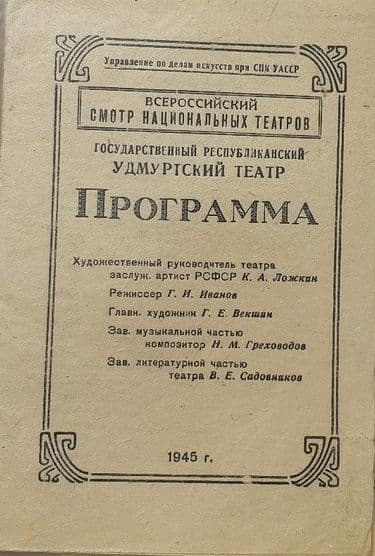 Управление по делам искусств при СНК УАССР
ВСЕРОССИЙСКИЙ
СМОТР НАЦИОНАЛЬНЫХ ТЕАТРОВ
ГОСУДАРСТВЕННЫЙ РЕСПУБЛИКАНСКИЙ
УДМУРТСКИЙ ТЕАТР
ПРОГРАММА
Художественный руководитель театра
заслуж. артист РСФСР К. А. Ложкин
Режиссер Г. И. Иванов
Главн. художник Г. Е. Векшин
Зав. музыкальной частью
композитор Н. М. Греховодов
Зав. литературной частью
театра В. Е. Садовников
1945 г.